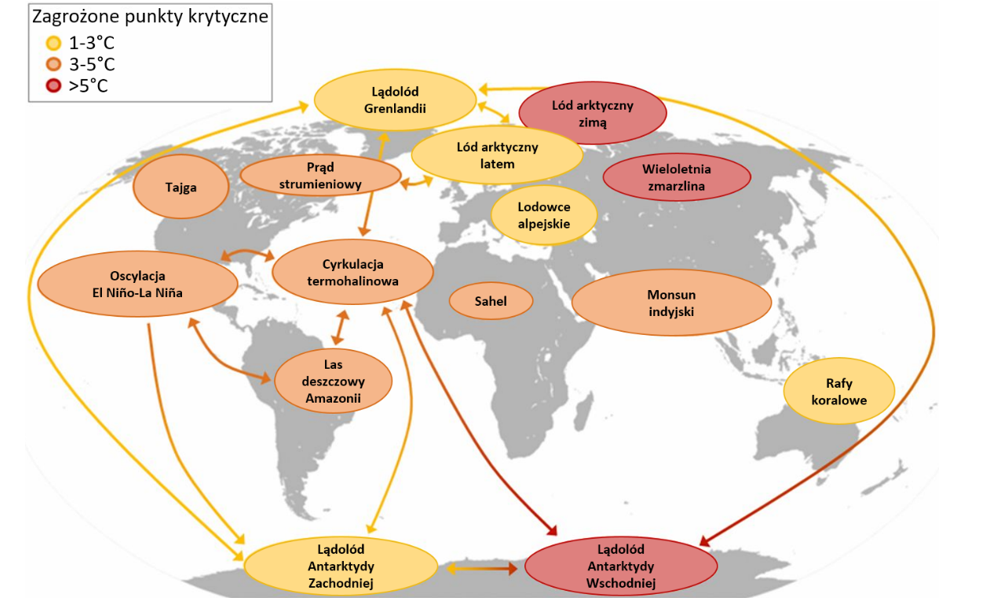 Zagrożone punkty krytyczne
1-3°C
3-5°C
>5°C
Lądolód
Grenlandii
Lód arktyczny
zimą
Lód arktyczny
latem
Prąd
strumieniowy
Tajga
Wieloletnia
zmarzlina
Lodowce
alpejskie
Oscylacja
El Niño-La Niña
Cyrkulacja
termohalinowa
Sahel
Monsun
indyjski
Las
deszczowy
Amazonii
Rafy
koralowe
Lądolód
Antarktydy
Zachodniej
Lądolód
Antarktydy
Wschodniej